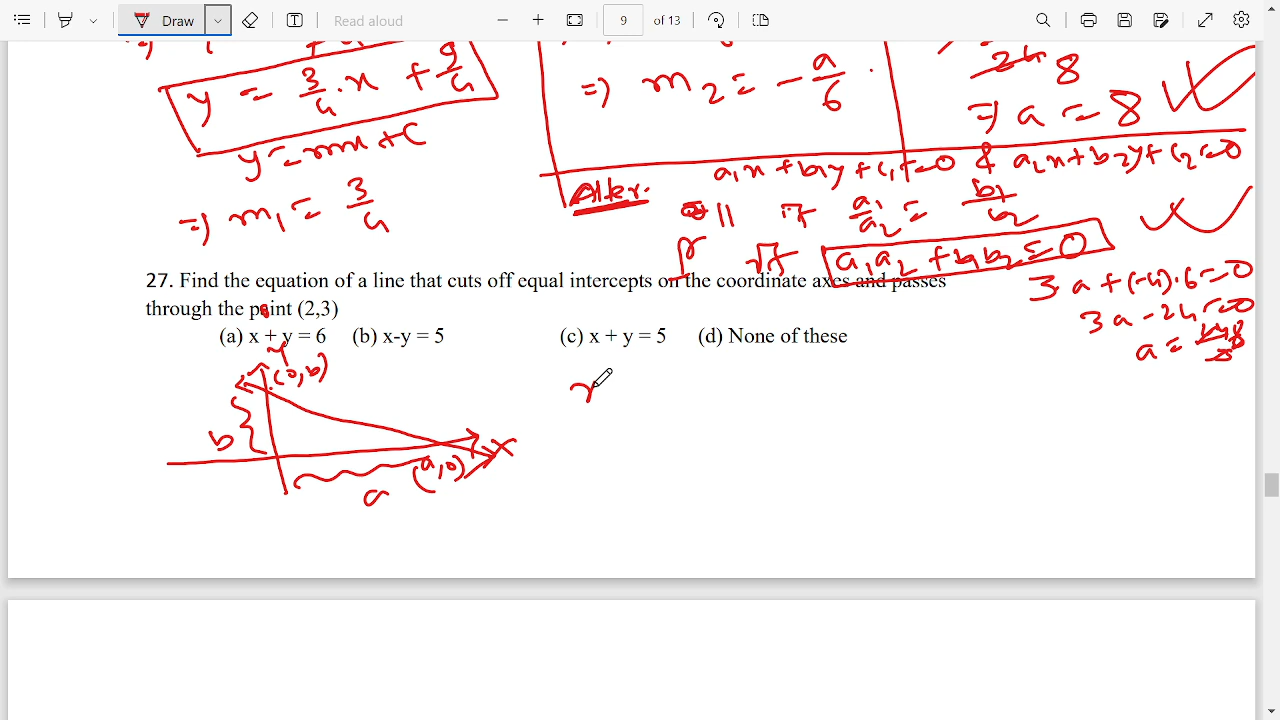 Draw
Read aloud
9 of 13
y = 3/4 . x + 9/4
y = mx + c
=) m1 = 3/4
=) m2 = - a/6 .
24 8
=) a = 8
a1x + b1y + c1 = 0 & a2x + b2y + c2 = 0
Alter.
|| if a1/a2 = b1/b2
if a1a2 + b1b2 = 0
3a + (-4).6 = 0
3a - 24 = 0
27. Find the equation of a line that cuts off equal intercepts on the coordinate axes and passes
through the point (2,3)
(a) x + y = 6 (b) x-y = 5 (c) x + y = 5 (d) None of these
a =
Y
(0,b)
b
X
(a,0)
a